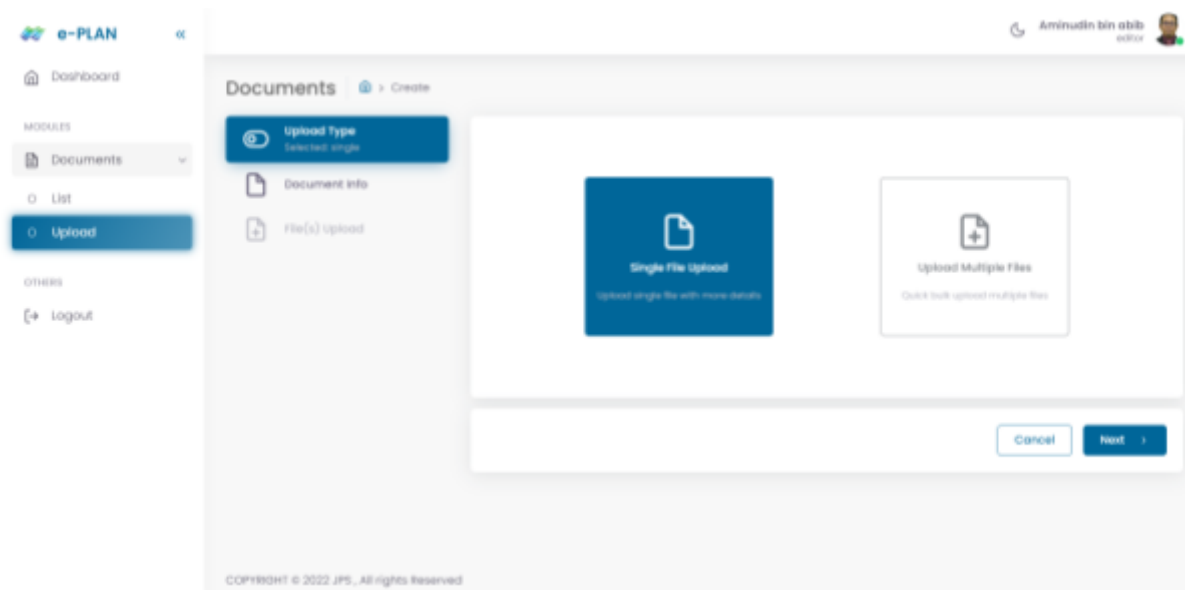 e-PLAN
Aminudin bin abib
editor
Dashboard
Documents
Create
MODULES
Documents
List
Upload
OTHERS
Logout
Upload Type
Selected: single
Document Info
File(s) Upload
Single File Upload
Upload single file with more details
Upload Multiple Files
Quick bulk upload multiple files
Cancel
Next
COPYRIGHT © 2022 JPS , All rights Reserved